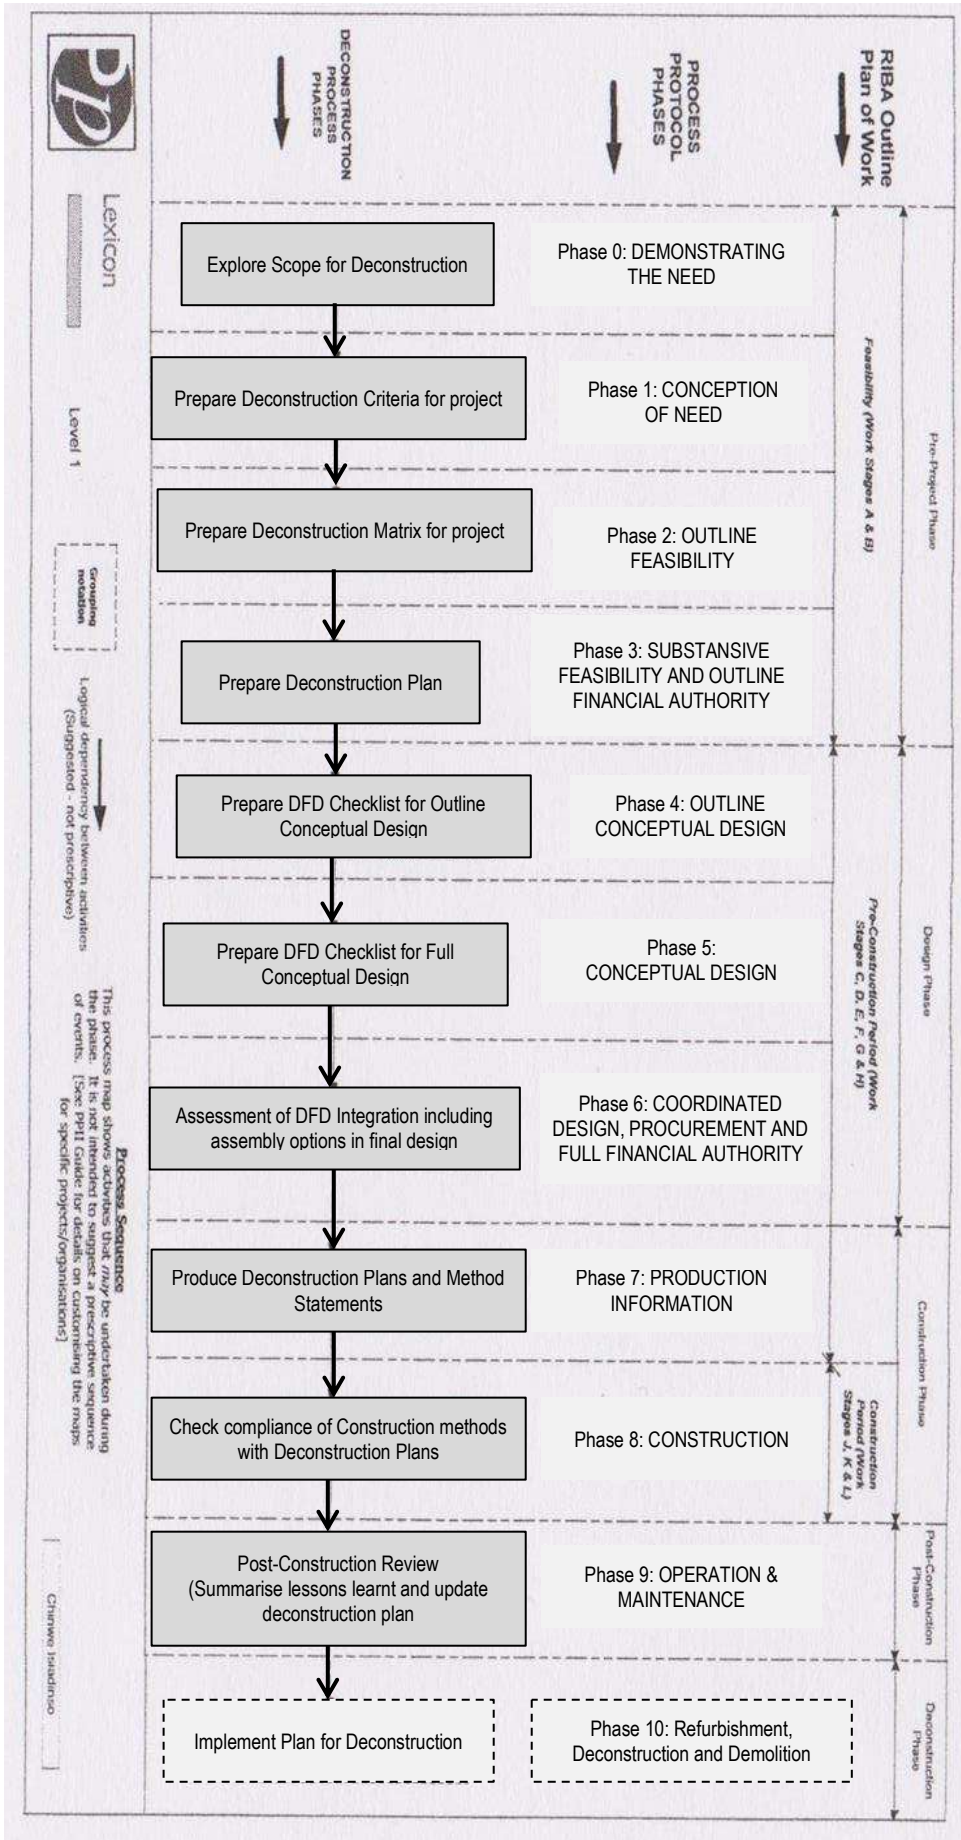 RIBA Outline
Plan of Work
PROCESS
PROTOCOL
PHASES
DECONSTRUCTION
PROCESS
PHASES
Pp
Lexicon
Level 1
Grouping
notation
Logical dependency between activities
(Suggested - not prescriptive)
Process Sequence
This process map shows activities that may be undertaken during
the phase. It is not intended to suggest a prescriptive sequence
of events. [See PPII Guide for details on customising the maps
for specific projects/organisations]
Chinwe Isiadinso
Explore Scope for Deconstruction
Phase 0: DEMONSTRATING
THE NEED
Prepare Deconstruction Criteria for project
Phase 1: CONCEPTION
OF NEED
Prepare Deconstruction Matrix for project
Phase 2: OUTLINE
FEASIBILITY
Prepare Deconstruction Plan
Phase 3: SUBSTANSIVE
FEASIBILITY AND OUTLINE
FINANCIAL AUTHORITY
Feasibility (Work Stages A & B)
Pre-Project Phase
Prepare DFD Checklist for Outline
Conceptual Design
Phase 4: OUTLINE
CONCEPTUAL DESIGN
Prepare DFD Checklist for Full
Conceptual Design
Phase 5:
CONCEPTUAL DESIGN
Assessment of DFD Integration including
assembly options in final design
Phase 6: COORDINATED
DESIGN, PROCUREMENT AND
FULL FINANCIAL AUTHORITY
Pre-Construction Period (Work
Stages C, D, E, F, G & H)
Design Phase
Produce Deconstruction Plans and Method
Statements
Phase 7: PRODUCTION
INFORMATION
Check compliance of Construction methods
with Deconstruction Plans
Phase 8: CONSTRUCTION
Construction
Period (Work
Stages J, K & L)
Construction Phase
Post-Construction Review
(Summarise lessons learnt and update
deconstruction plan
Phase 9: OPERATION &
MAINTENANCE
Post-Construction
Phase
Implement Plan for Deconstruction
Phase 10: Refurbishment,
Deconstruction and Demolition
Deconstruction
Phase